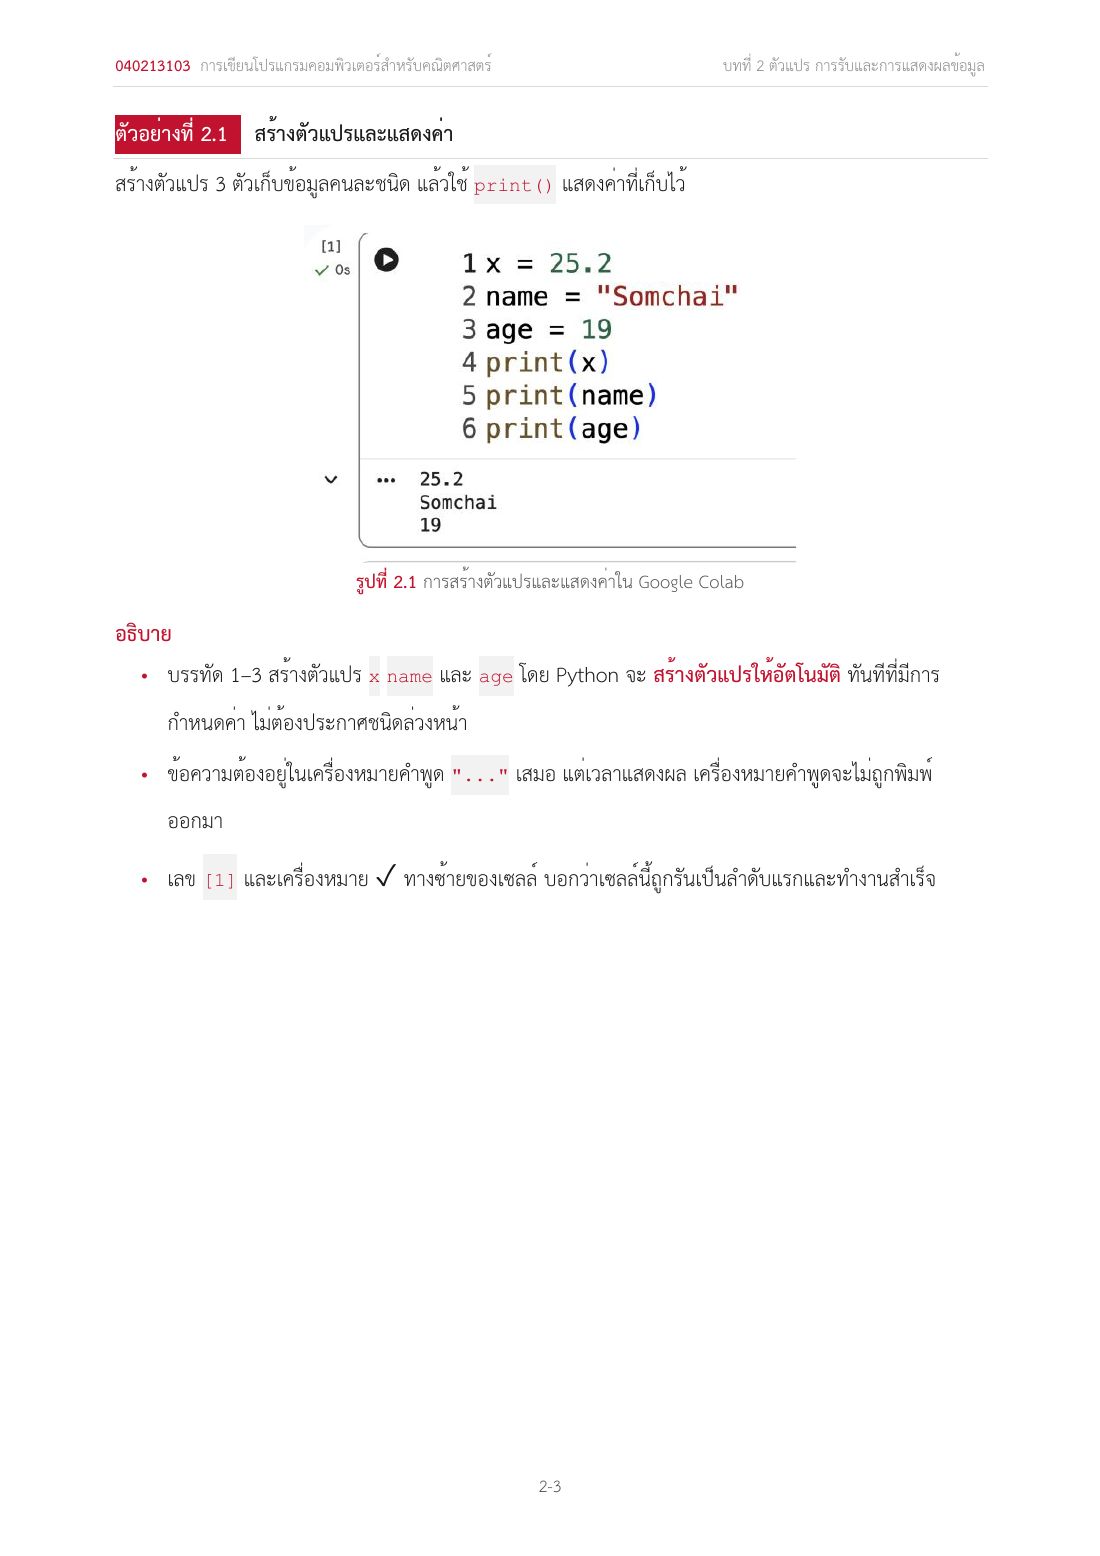 040213103 การเขียนโปรแกรมคอมพิวเตอร์สำหรับคณิตศาสตร์ บทที่ 2 ตัวแปร การรับและการแสดงผลข้อมูล
ตัวอย่างที่ 2.1 สร้างตัวแปรและแสดงค่า
สร้างตัวแปร 3 ตัวเก็บข้อมูลคนละชนิด แล้วใช้ print() แสดงค่าที่เก็บไว้
[1]
✓ 0s
1 x = 25.2
2 name = "Somchai"
3 age = 19
4 print(x)
5 print(name)
6 print(age)
25.2
Somchai
19
รูปที่ 2.1 การสร้างตัวแปรและแสดงค่าใน Google Colab
อธิบาย
• บรรทัด 1–3 สร้างตัวแปร x name และ age โดย Python จะ สร้างตัวแปรให้อัตโนมัติ ทันทีที่มีการ
กำหนดค่า ไม่ต้องประกาศชนิดล่วงหน้า
• ข้อความต้องอยู่ในเครื่องหมายคำพูด "..." เสมอ แต่เวลาแสดงผล เครื่องหมายคำพูดจะไม่ถูกพิมพ์
ออกมา
• เลข [1] และเครื่องหมาย ✓ ทางซ้ายของเซลล์ บอกว่าเซลล์นี้ถูกรันเป็นลำดับแรกและทำงานสำเร็จ
2-3